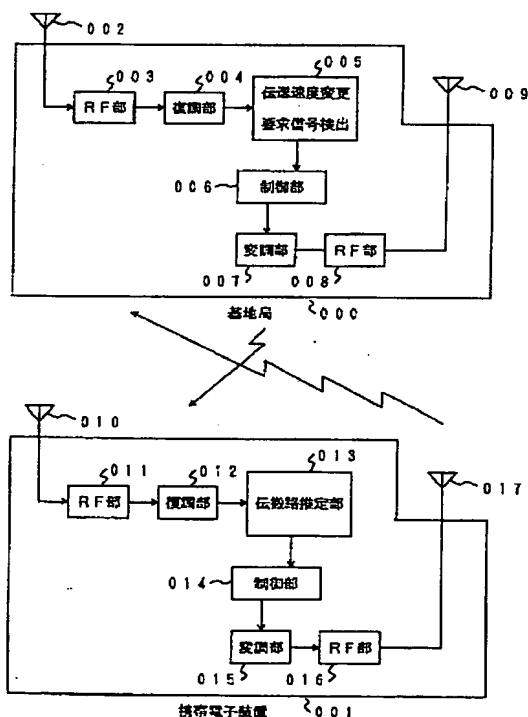 002
003
004
005
009
RF部
復調部
伝送速度変更
要求信号検出
006
制御部
変調部
RF部
007
008
基地局
000
010
011
012
013
017
RF部
復調部
伝搬路推定部
014
制御部
変調部
RF部
015
016
携帯電子装置
001